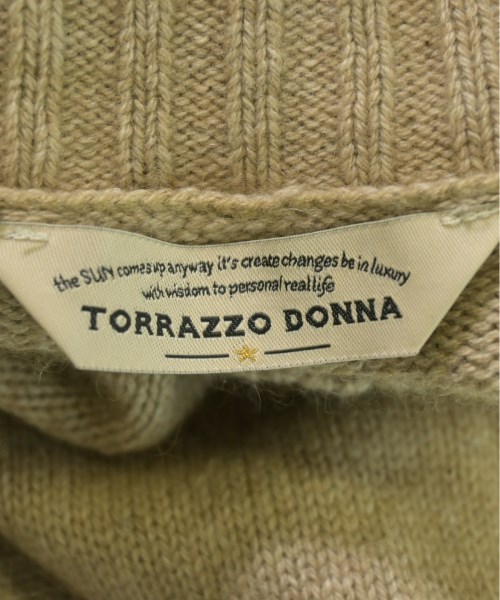 the SUN comes up anyway it's create changes be in luxury
with wisdom to personal real life
TORRAZZO DONNA